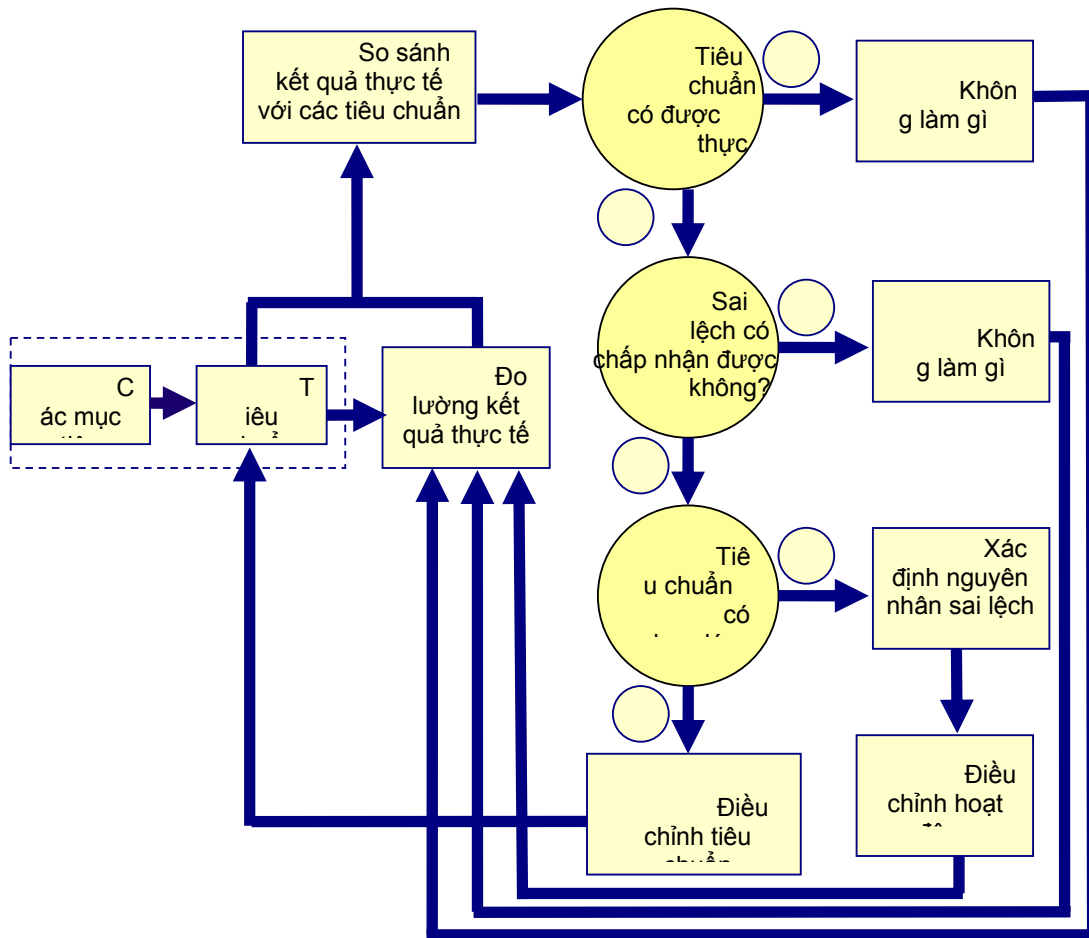 So sánh
kết quả thực tế
với các tiêu chuẩn
Tiêu
chuẩn
có được
thực
Khôn
g làm gì
Sai
lệch có
chấp nhận được
không?
Khôn
g làm gì
C
ác mục
T
iêu
Đo
lường kết
quả thực tế
Tiê
u chuẩn
có
Xác
định nguyên
nhân sai lệch
Điều
chỉnh tiêu
chuẩn
Điều
chỉnh hoạt